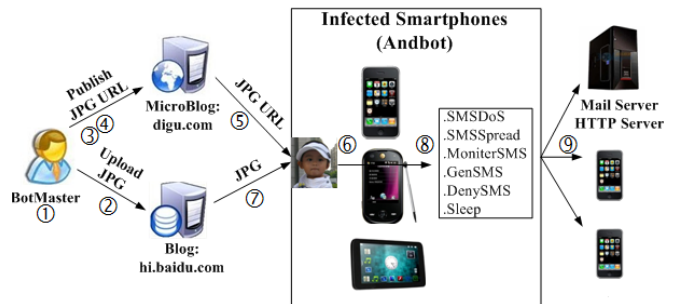 Infected Smartphones
(Andbot)
Publish
JPG URL
③ ④
MicroBlog:
digu.com
JPG URL
⑤
BotMaster
①
Upload
JPG
②
Blog:
hi.baidu.com
JPG
⑦
⑥
⑧
.SMSDoS
.SMSSpread
.MoniterSMS
.GenSMS
.DenySMS
.Sleep
Mail Server
HTTP Server
⑨